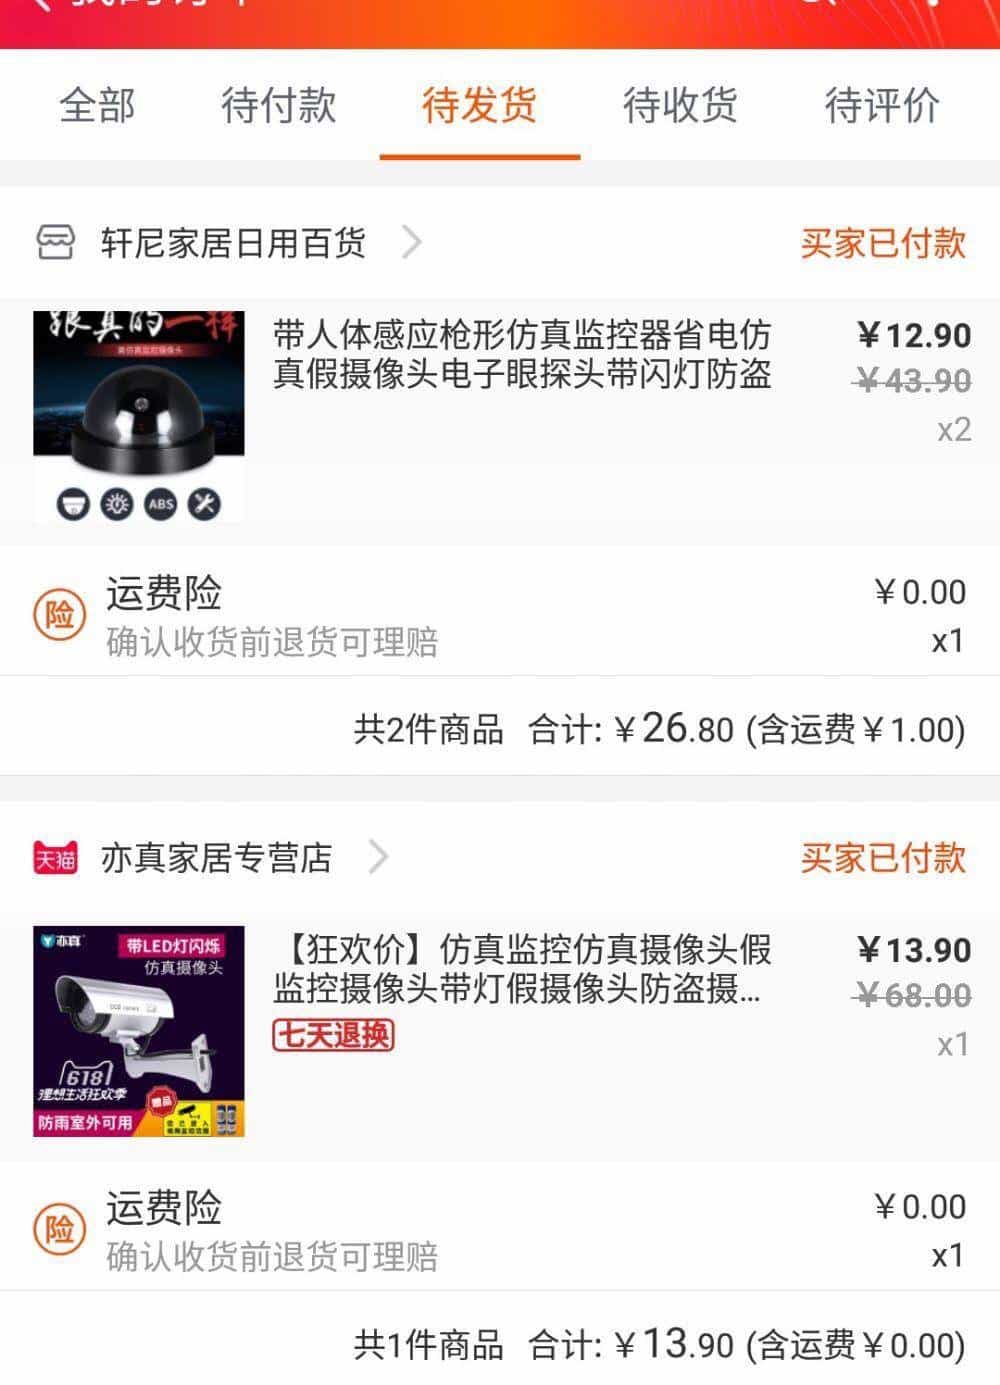 全部 待付款 待发货 待收货 待评价
轩尼家居日用百货 买家已付款
跟真的一样
高仿真监控摄像头
ABS
带人体感应枪形仿真监控器省电仿
真假摄像头电子眼探头带闪灯防盗
￥12.90
￥43.90
x2
险 运费险 ￥0.00
确认收货前退货可理赔 x1
共2件商品 合计:￥26.80 (含运费￥1.00)
天猫 亦真家居专营店 买家已付款
亦真
带LED灯闪烁
仿真摄像头
618
理想生活狂欢季
赠品
防雨室外可用
【狂欢价】仿真监控仿真摄像头假
监控摄像头带灯假摄像头防盗摄...
七天退换
￥13.90
￥68.00
x1
险 运费险 ￥0.00
确认收货前退货可理赔 x1
共1件商品 合计:￥13.90 (含运费￥0.00)